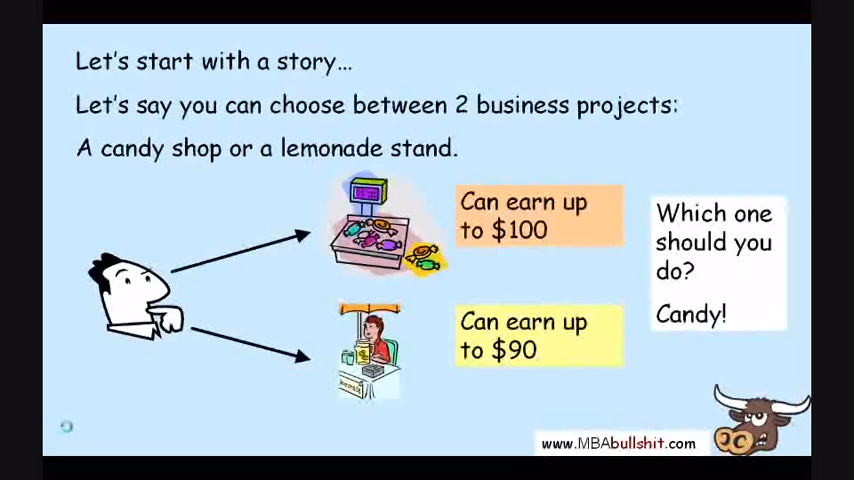 Let's start with a story...
Let's say you can choose between 2 business projects:
A candy shop or a lemonade stand.
Can earn up
to $100
Which one
should you
do?
Candy!
Can earn up
to $90
www.MBAbullshit.com